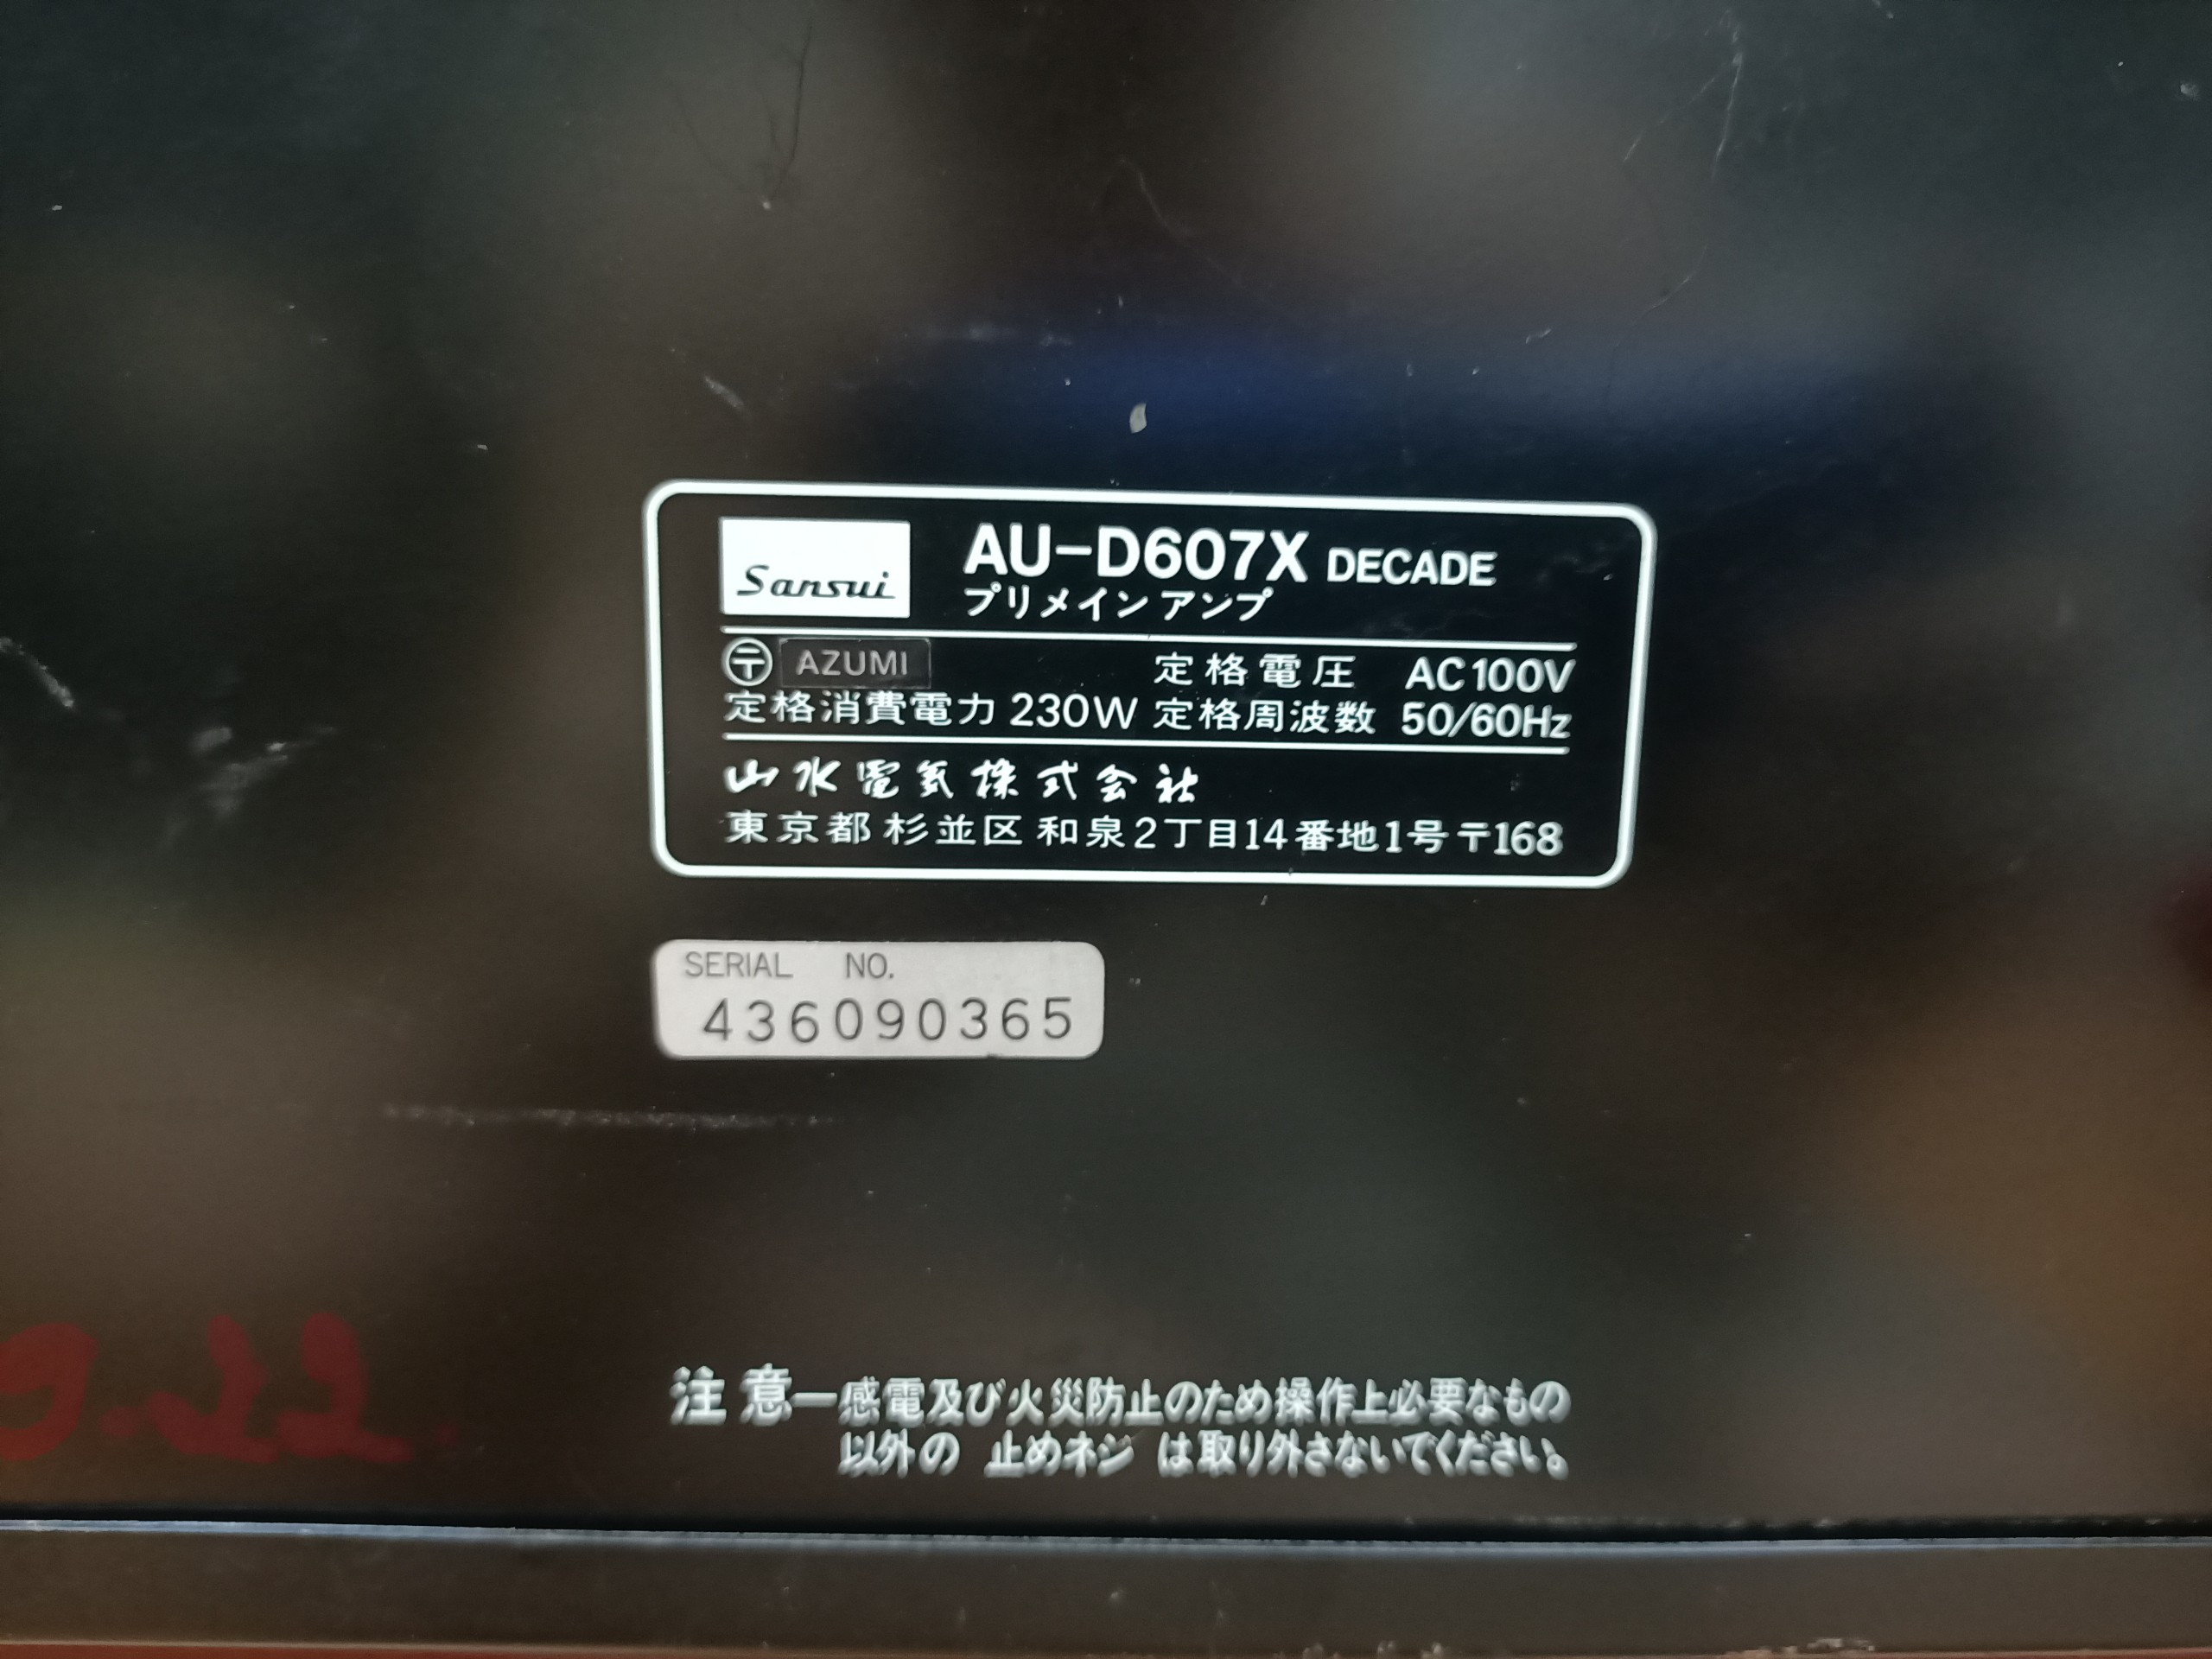 Sansui
AU-D607X DECADE
プリメインアンプ
〒 AZUMI 定格電圧 AC100V
定格消費電力 230W 定格周波数 50/60Hz
山水電気株式会社
東京都杉並区和泉2丁目14番地1号〒168
SERIAL NO.
436090365
9.22.
注意—感電及び火災防止のため操作上必要なもの
以外の 止めネジ は取り外さないでください。